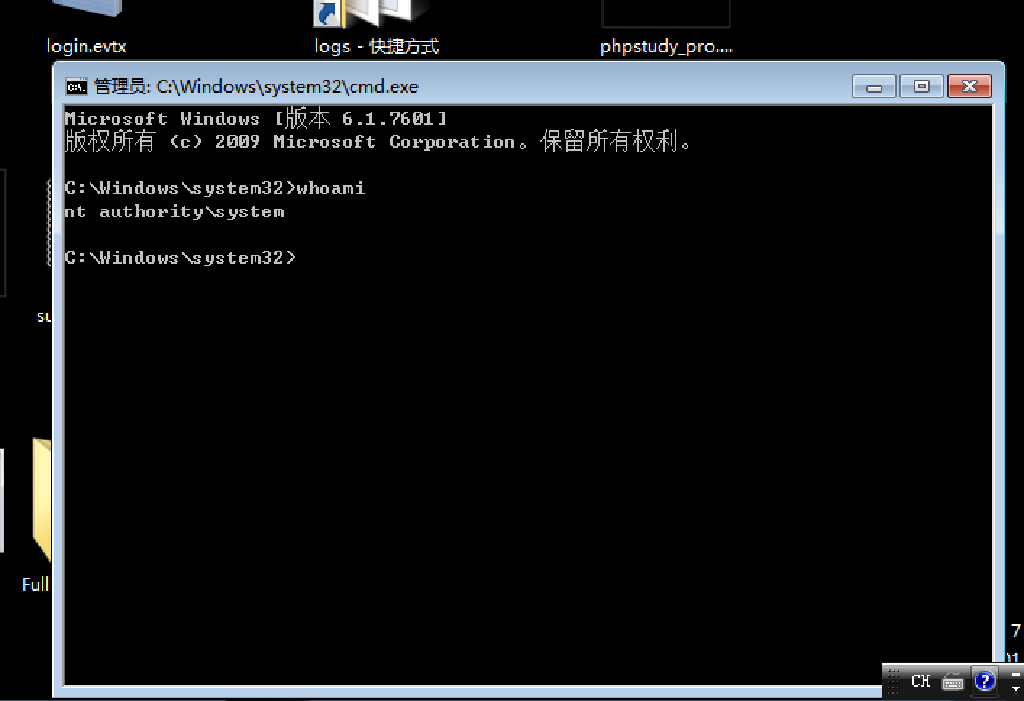 login.evtx
logs - 快捷方式
phpstudy_pro....
管理员: C:\Windows\system32\cmd.exe
Microsoft Windows [版本 6.1.7601]
版权所有 (c) 2009 Microsoft Corporation。保留所有权利。
C:\Windows\system32>whoami
nt authority\system
C:\Windows\system32>
su
Full
7
CH